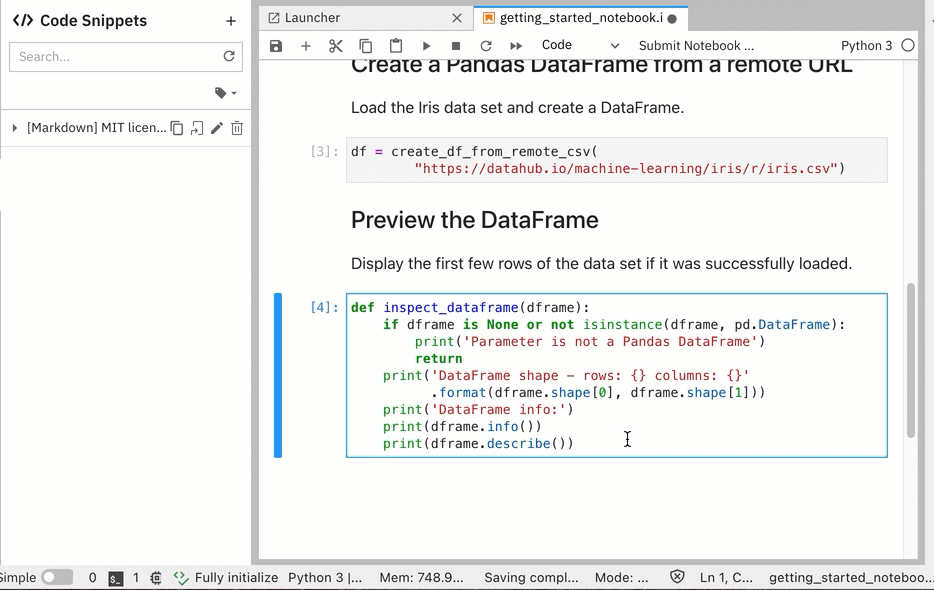 </> Code Snippets +
Search...
[Markdown] MIT licen...
Launcher
getting_started_notebook.i
Code
Submit Notebook ...
Python 3
Create a Pandas DataFrame from a remote URL
Load the Iris data set and create a DataFrame.
[3]: df = create_df_from_remote_csv(
"https://datahub.io/machine-learning/iris/r/iris.csv")
Preview the DataFrame
Display the first few rows of the data set if it was successfully loaded.
[4]: def inspect_dataframe(dframe):
if dframe is None or not isinstance(dframe, pd.DataFrame):
print('Parameter is not a Pandas DataFrame')
return
print('DataFrame shape - rows: {} columns: {}'
.format(dframe.shape[0], dframe.shape[1]))
print('DataFrame info:')
print(dframe.info())
print(dframe.describe())
Simple 0 $_ 1 Fully initialize Python 3 |... Mem: 748.9... Saving compl... Mode: ... Ln 1, C... getting_started_noteboo...